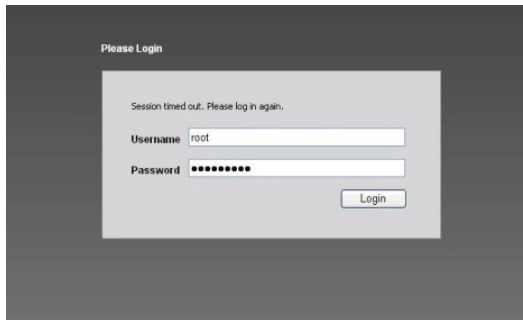 Please Login
Session timed out. Please log in again.
Username root
Password ●●●●●●●●●
Login